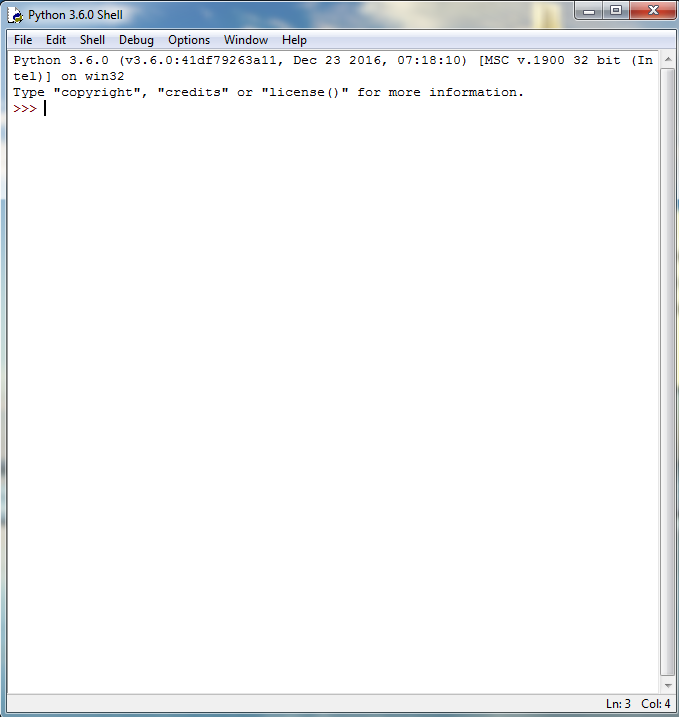 Python 3.6.0 Shell
File Edit Shell Debug Options Window Help
Python 3.6.0 (v3.6.0:41df79263a11, Dec 23 2016, 07:18:10) [MSC v.1900 32 bit (In
tel)] on win32
Type "copyright", "credits" or "license()" for more information.
>>>
Ln: 3 Col: 4